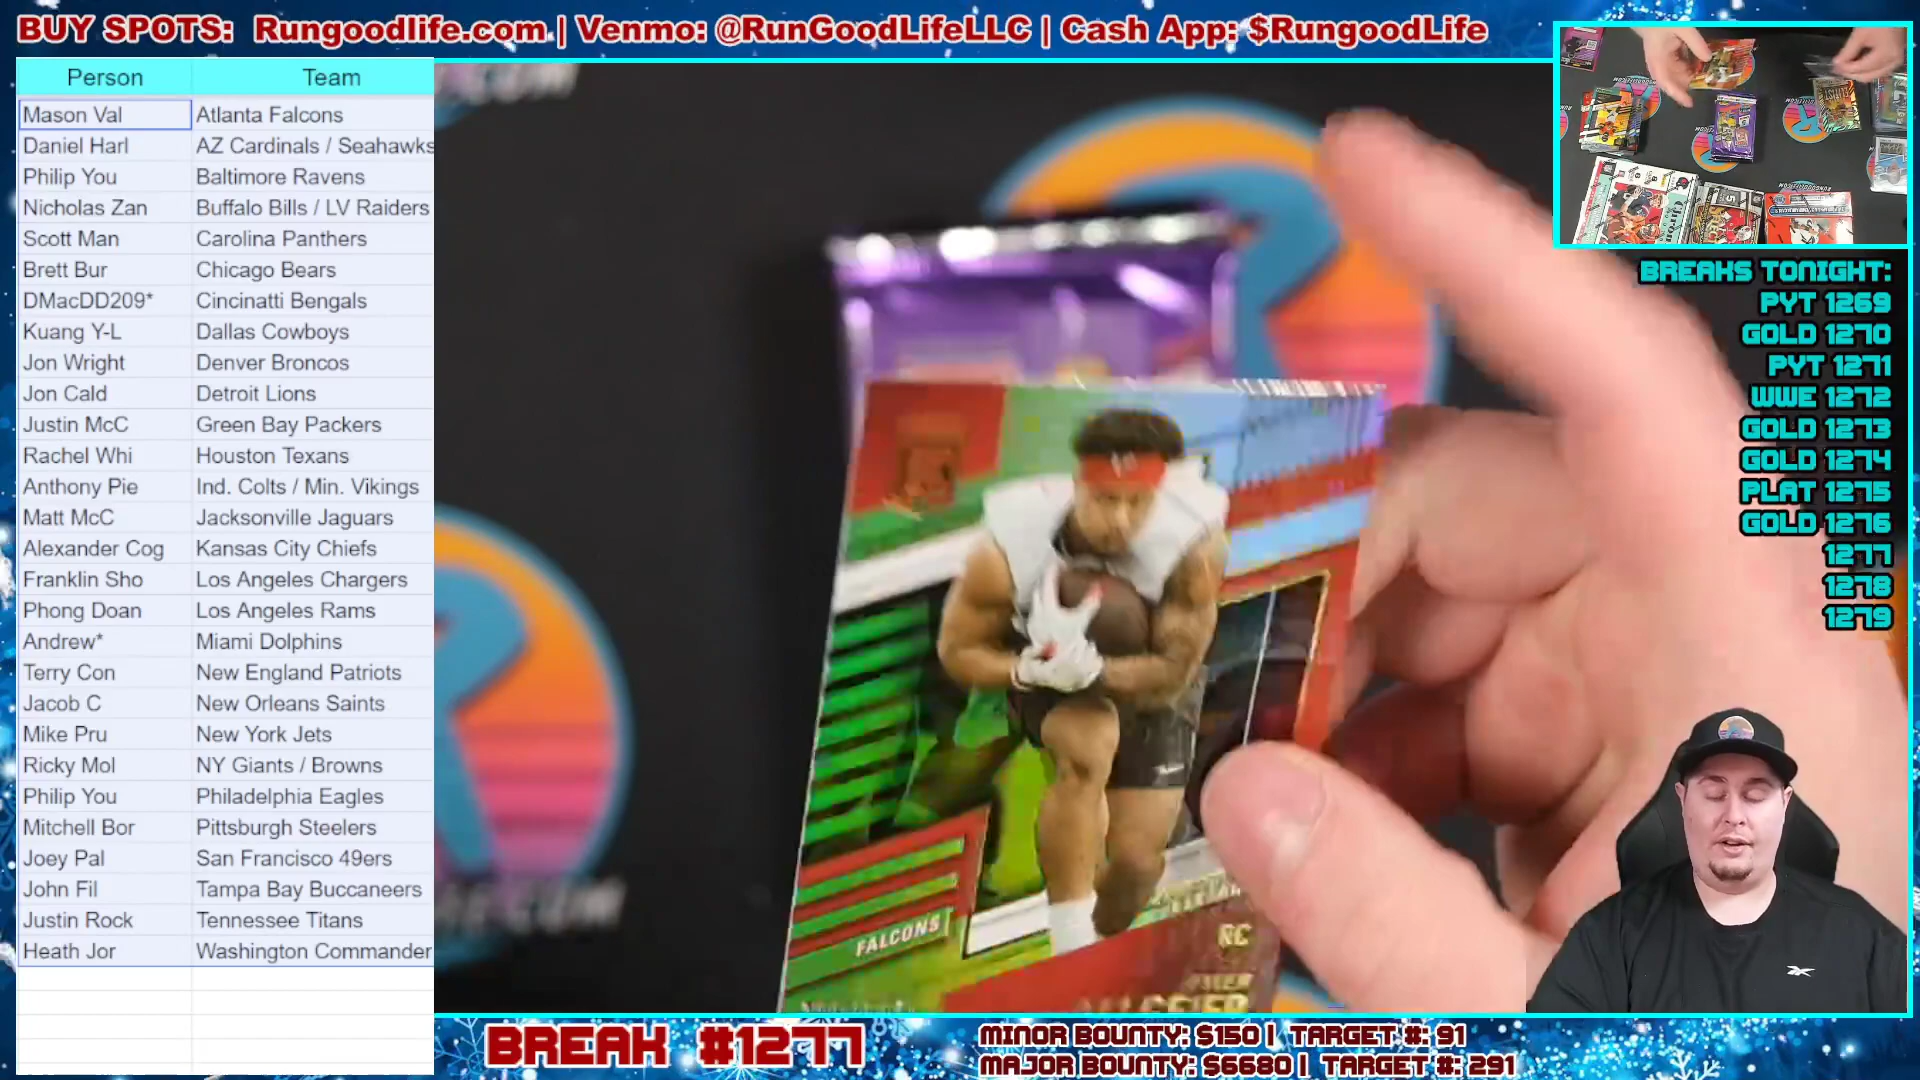 BUY SPOTS: Rungoodlife.com | Venmo: @RunGoodLifeLLC | Cash App: $RungoodLife
Person Team
Mason Val Atlanta Falcons
Daniel Harl AZ Cardinals / Seahawks
Philip You Baltimore Ravens
Nicholas Zan Buffalo Bills / LV Raiders
Scott Man Carolina Panthers
Brett Bur Chicago Bears
DMacDD209* Cincinatti Bengals
Kuang Y-L Dallas Cowboys
Jon Wright Denver Broncos
Jon Cald Detroit Lions
Justin McC Green Bay Packers
Rachel Whi Houston Texans
Anthony Pie Ind. Colts / Min. Vikings
Matt McC Jacksonville Jaguars
Alexander Cog Kansas City Chiefs
Franklin Sho Los Angeles Chargers
Phong Doan Los Angeles Rams
Andrew* Miami Dolphins
Terry Con New England Patriots
Jacob C New Orleans Saints
Mike Pru New York Jets
Ricky Mol NY Giants / Browns
Philip You Philadelphia Eagles
Mitchell Bor Pittsburgh Steelers
Joey Pal San Francisco 49ers
John Fil Tampa Bay Buccaneers
Justin Rock Tennessee Titans
Heath Jor Washington Commander
FALCONS
RC
BREAKS TONIGHT:
PYT 1269
GOLD 1270
PYT 1271
WWE 1272
GOLD 1273
GOLD 1274
PLAT 1275
GOLD 1276
1277
1278
1279
BREAK #1277
MINOR BOUNTY: $150 | TARGET #: 91
MAJOR BOUNTY: $6680 | TARGET #: 291